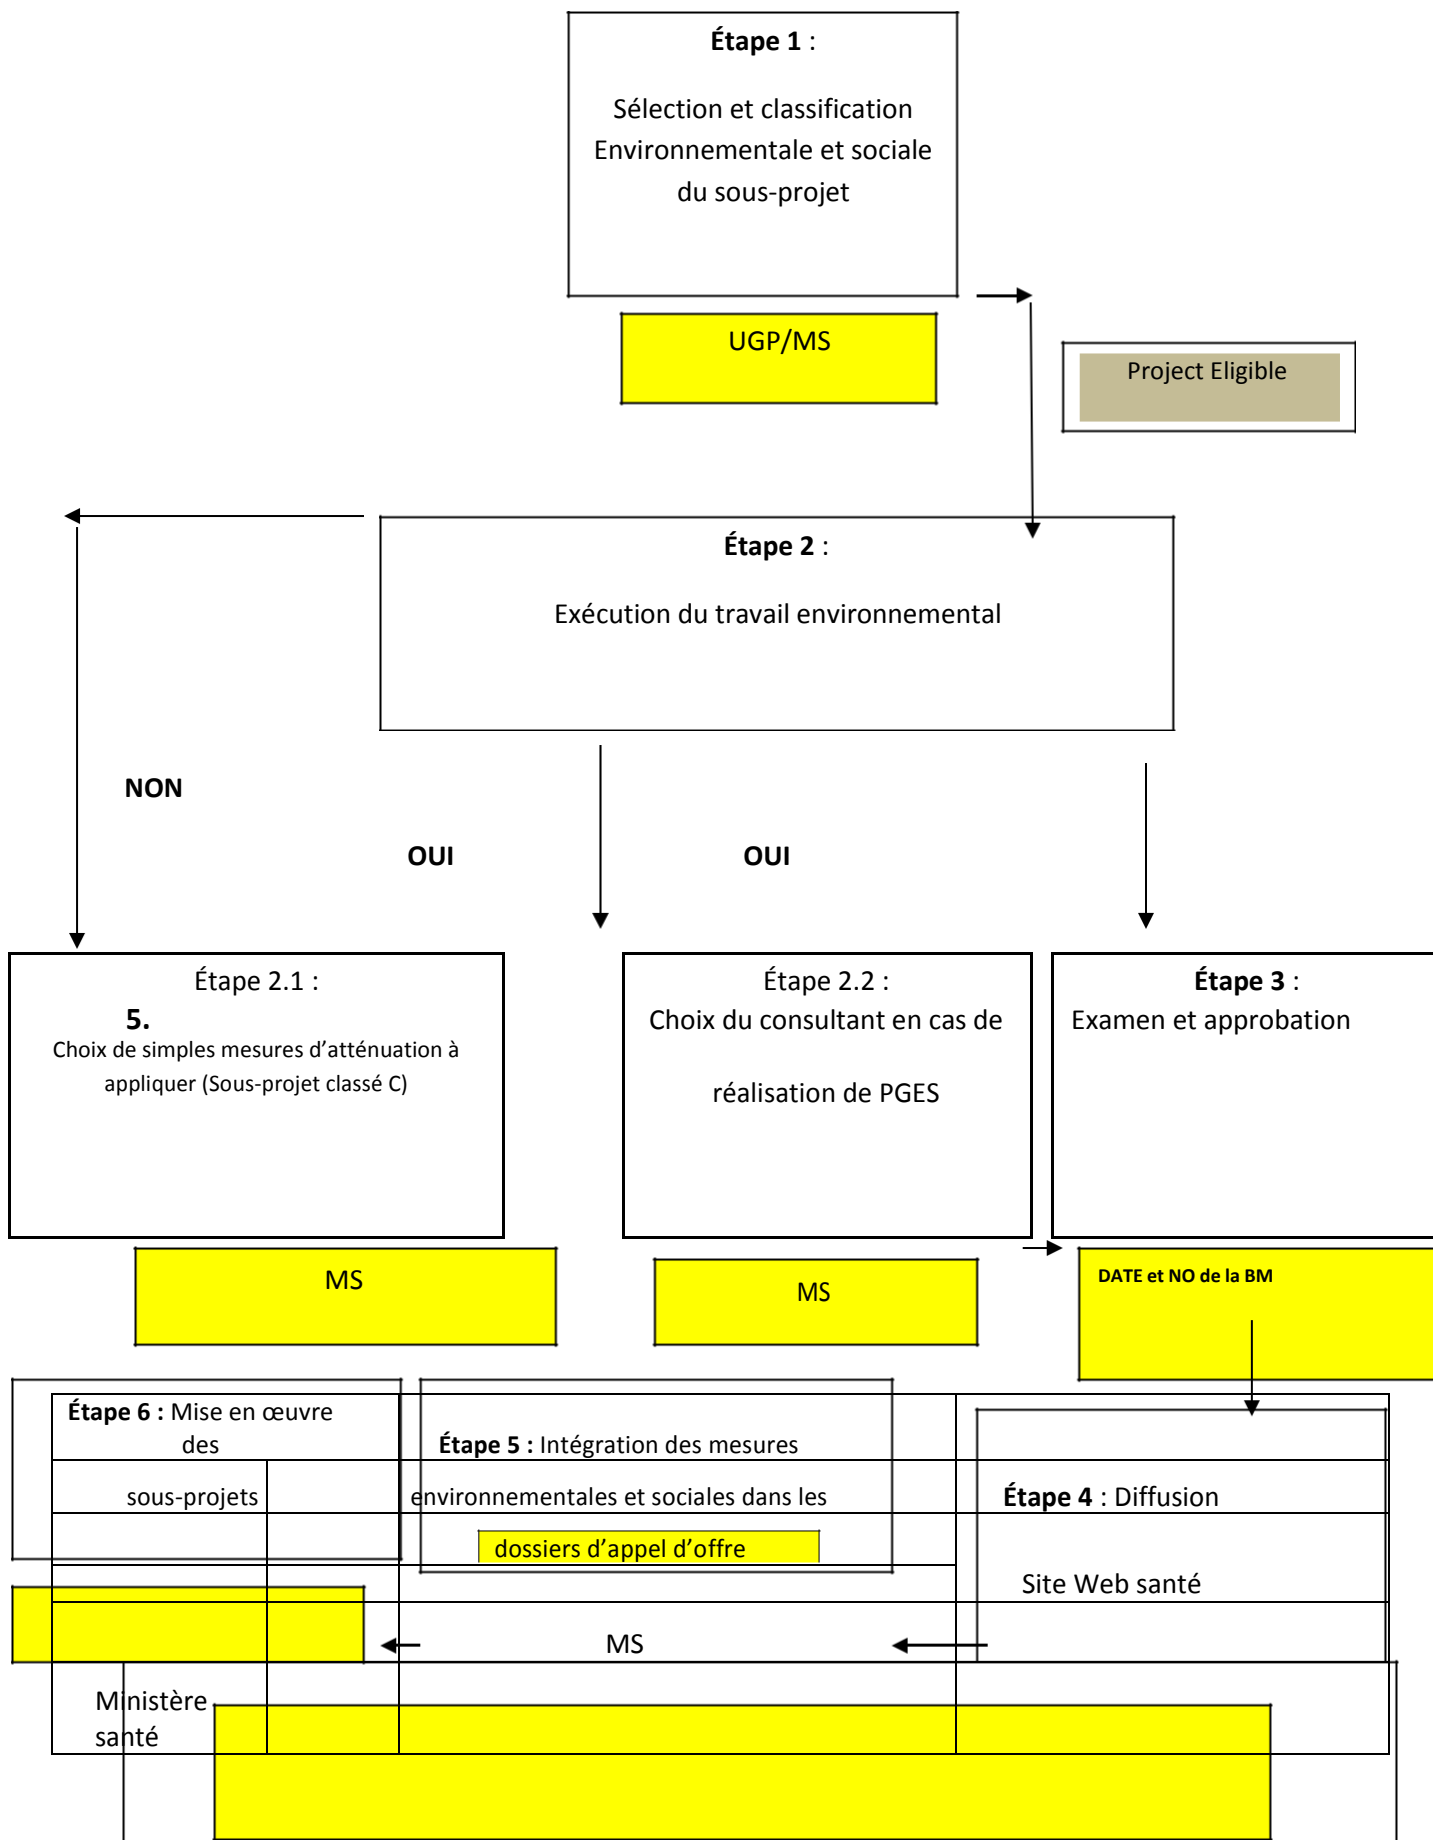 Étape 1 :
Sélection et classification
Environnementale et sociale
du sous-projet
UGP/MS
Project Eligible
Étape 2 :
Exécution du travail environnemental
NON
OUI
OUI
Étape 2.1 :
5.
Choix de simples mesures d’atténuation à
appliquer (Sous-projet classé C)
Étape 2.2 :
Choix du consultant en cas de
réalisation de PGES
Étape 3 :
Examen et approbation
MS
MS
DATE et NO de la BM
Étape 6 : Mise en œuvre
des
sous-projets
Étape 5 : Intégration des mesures
environnementales et sociales dans les
dossiers d’appel d’offre
Étape 4 : Diffusion
Site Web santé
MS
Ministère
santé